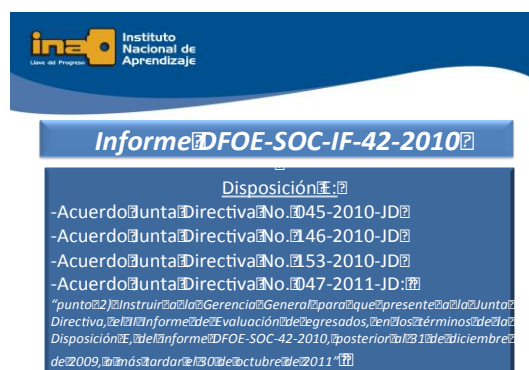 ina
Llave del Progreso
Instituto
Nacional de
Aprendizaje
Informe DFOE-SOC-IF-42-2010
Disposición E:
-Acuerdo Junta Directiva No. 045-2010-JD
-Acuerdo Junta Directiva No. 146-2010-JD
-Acuerdo Junta Directiva No. 153-2010-JD
-Acuerdo Junta Directiva No. 047-2011-JD:
“punto 2) Instruir a la Gerencia General para que presente a la Junta
Directiva, el II Informe de Evaluación de egresados, en los términos de la
Disposición E, del informe DFOE-SOC-42-2010, posterior al 31 de diciembre
de 2009, a más tardar el 30 de octubre de 2011”